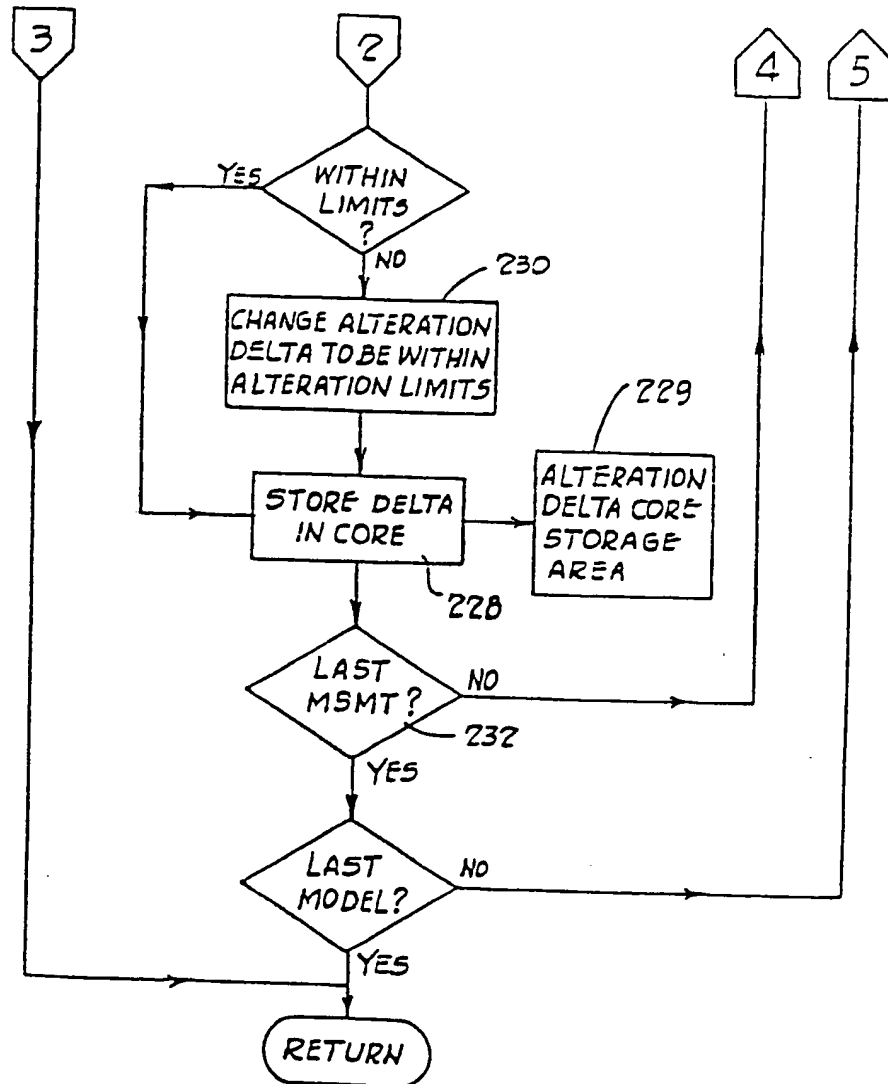 3
2
4
5
YES
WITHIN
LIMITS
?
NO
230
CHANGE ALTERATION
DELTA TO BE WITHIN
ALTERATION LIMITS
229
STORE DELTA
IN CORE
ALTERATION
DELTA CORE
STORAGE
AREA
228
LAST
MSMT?
NO
232
YES
LAST
MODEL?
NO
YES
RETURN